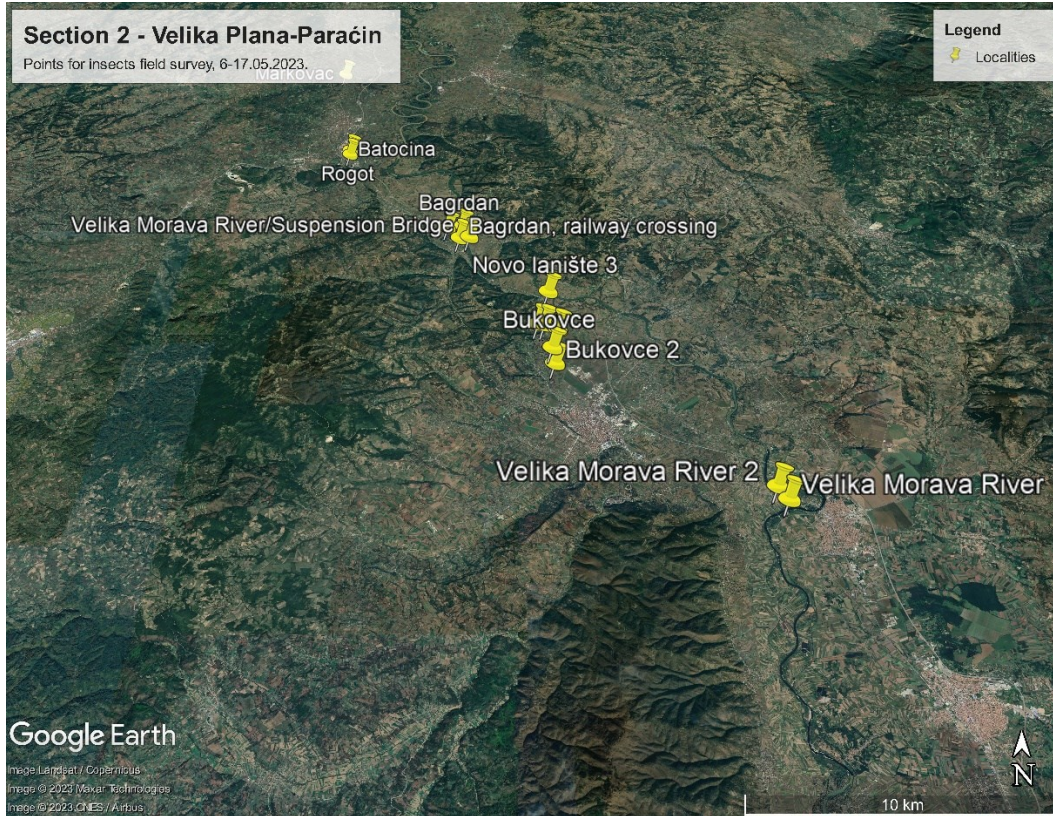 Section 2 - Velika Plana-Paraćin
Points for insects field survey, 6-17.05.2023.
Markovac
Legend
Localities
Batocina
Rogot
Bagrdan
Velika Morava River/Suspension Bridge
Bagrdan, railway crossing
Novo lanište 3
Bukovce
Bukovce 2
Velika Morava River 2
Velika Morava River
Google Earth
Image Landsat / Copernicus
Image © 2023 Maxar Technologies
Image © 2023 CNES / Airbus
N
10 km